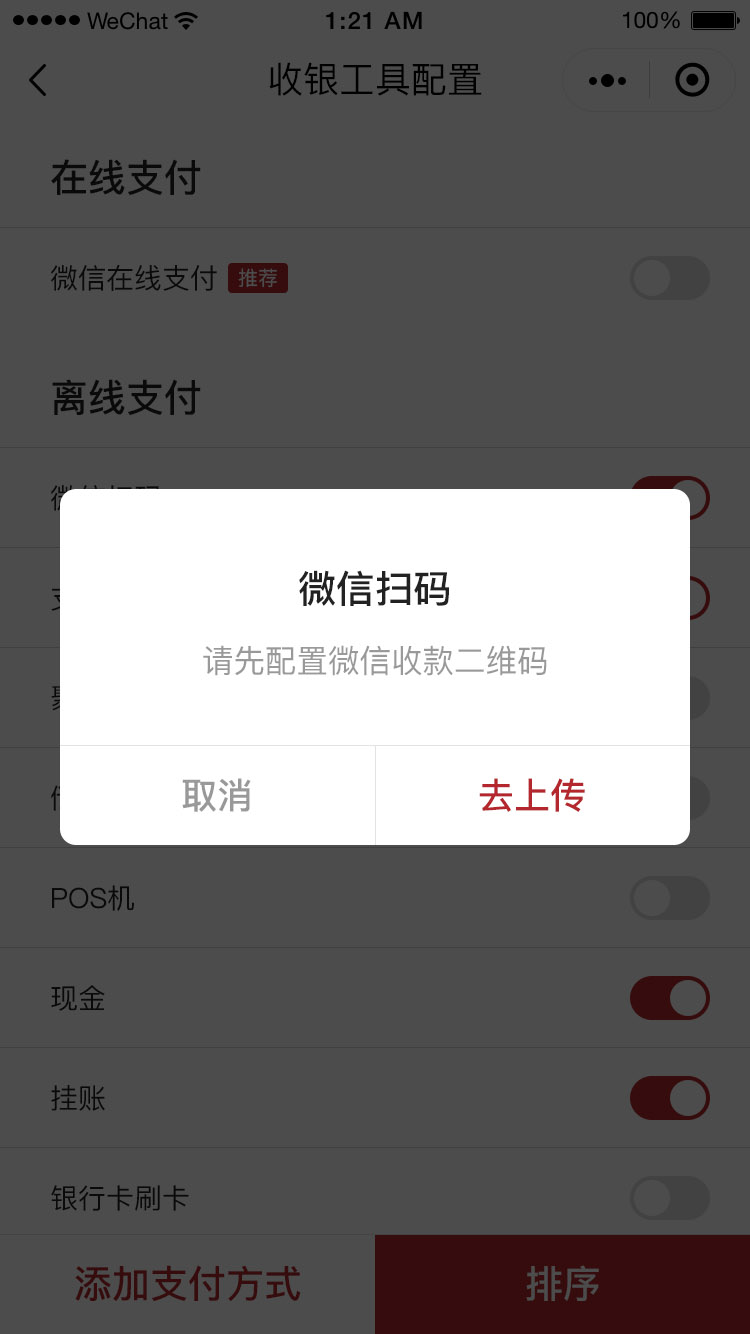 WeChat 1:21 AM 100%
收银工具配置
在线支付
微信在线支付 推荐
离线支付
微信扫码
请先配置微信收款二维码
取消 去上传
POS机
现金
挂账
银行卡刷卡
添加支付方式 排序